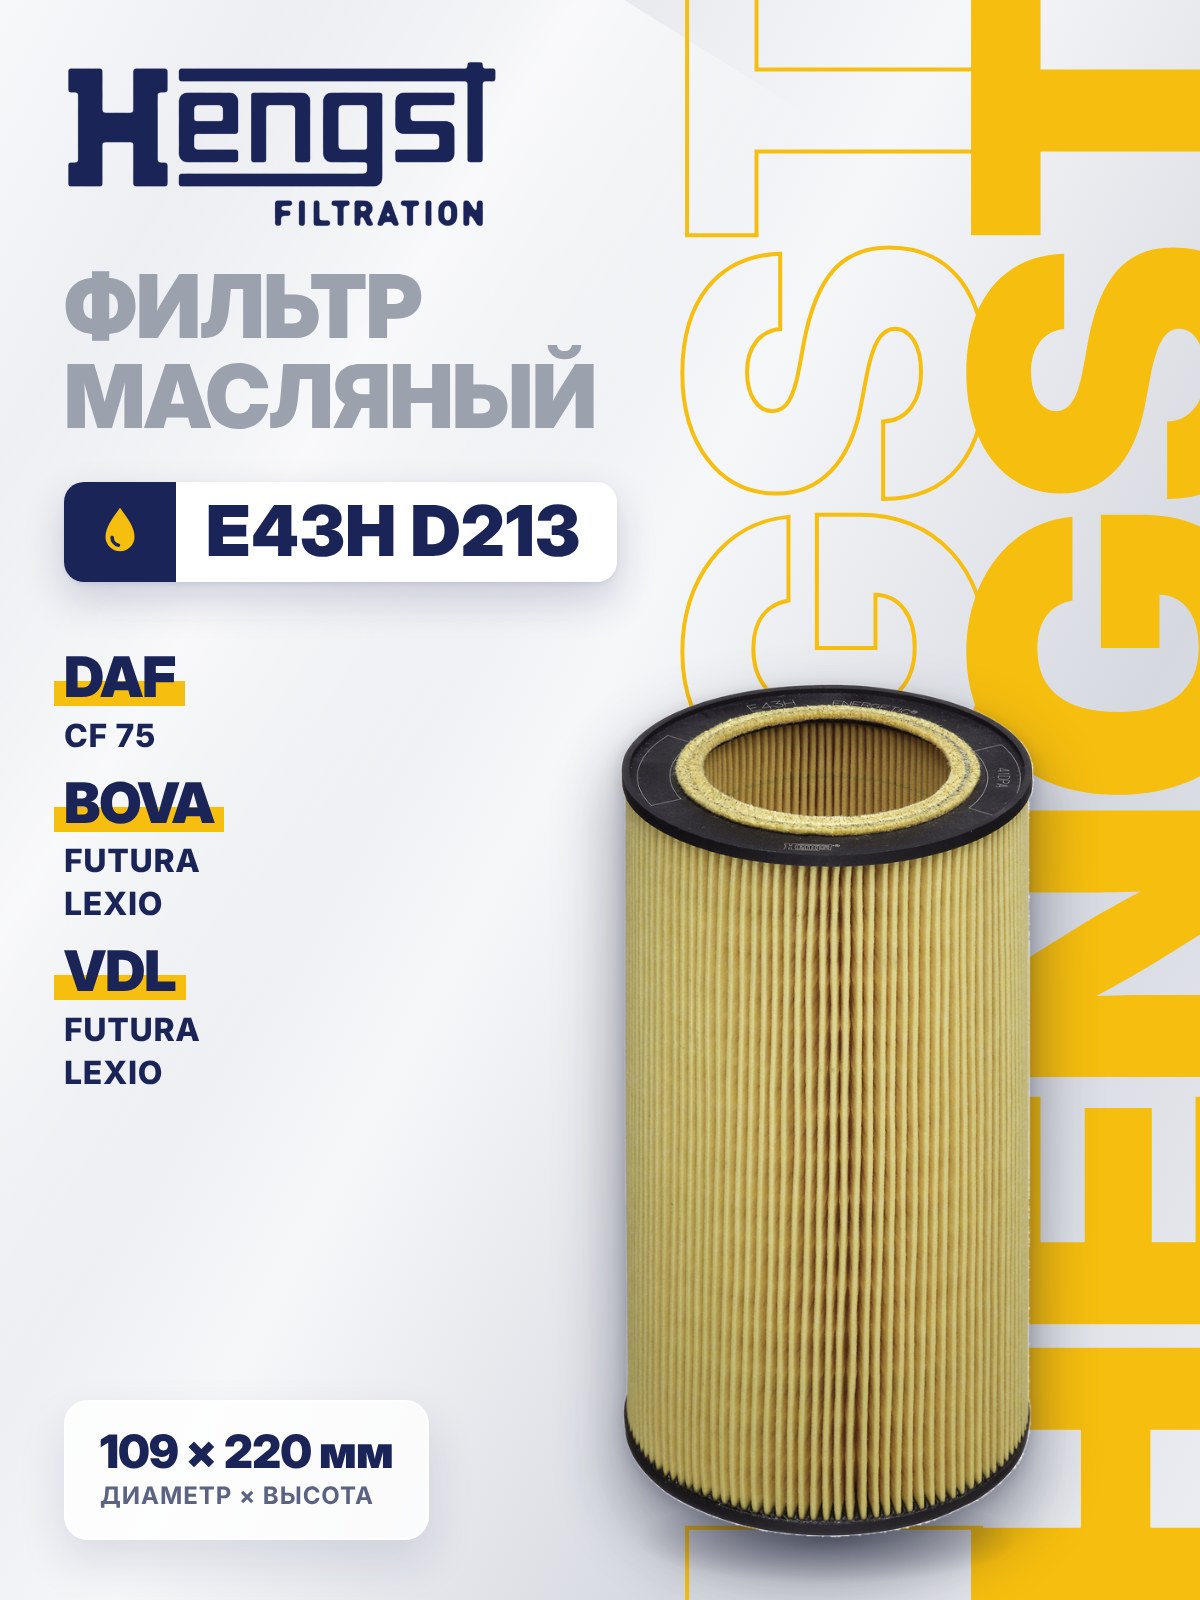 Hengst
FILTRATION
ФИЛЬТР
МАСЛЯНЫЙ
E43H D213
DAF
CF 75
BOVA
FUTURA
LEXIO
VDL
FUTURA
LEXIO
109 × 220 мм
ДИАМЕТР × ВЫСОТА
E43H ENERGETIC®
Hengst
HENGST